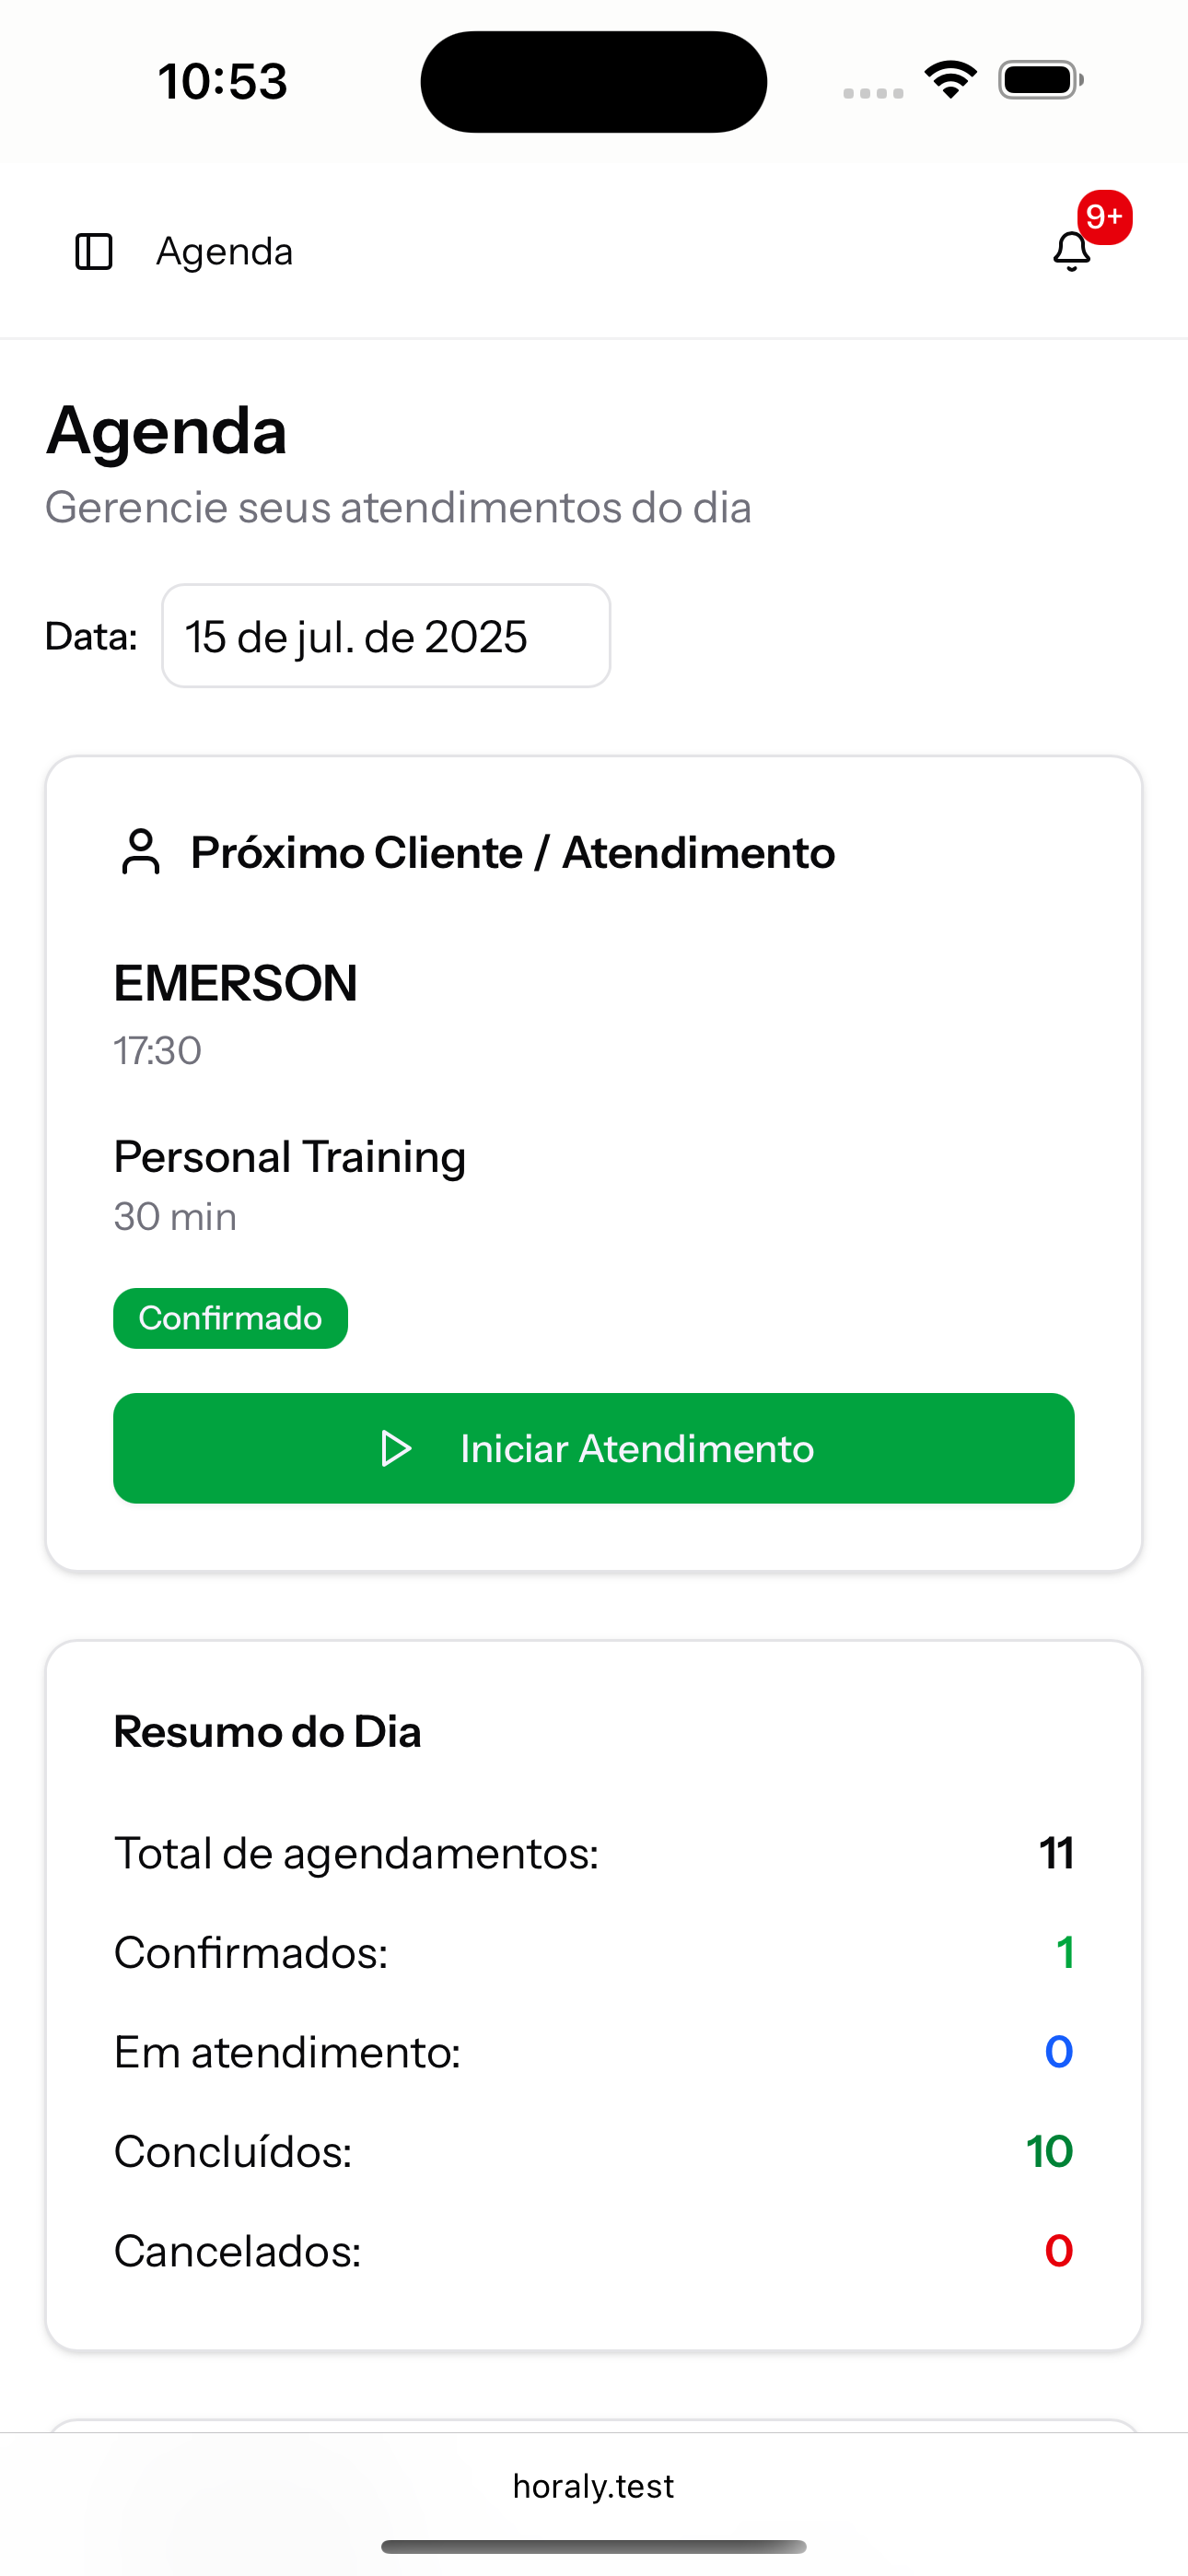 10:53
9+
Agenda
Agenda
Gerencie seus atendimentos do dia
Data: 15 de jul. de 2025
Próximo Cliente / Atendimento
EMERSON
17:30
Personal Training
30 min
Confirmado
Iniciar Atendimento
Resumo do Dia
Total de agendamentos: 11
Confirmados: 1
Em atendimento: 0
Concluídos: 10
Cancelados: 0
horaly.test